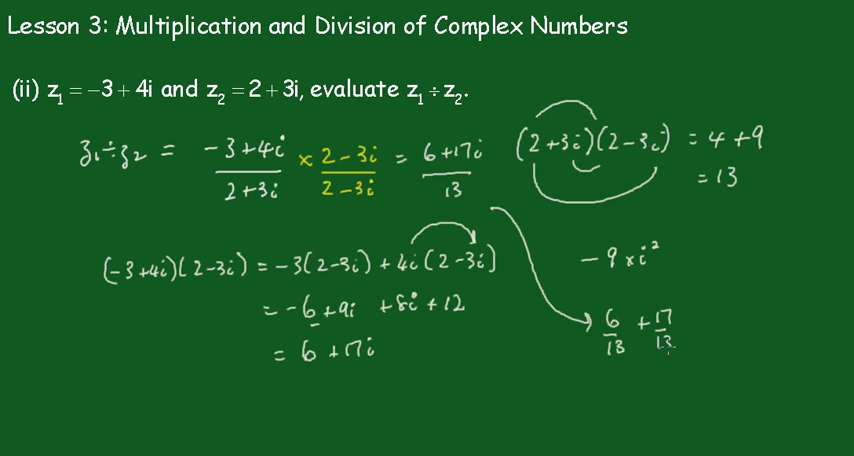 Lesson 3: Multiplication and Division of Complex Numbers
(ii) z₁ = −3 + 4i and z₂ = 2 + 3i, evaluate z₁ ÷ z₂.
z₁ ÷ z₂ = (−3+4i)/(2+3i) × (2−3i)/(2−3i) = (6+17i)/13
(2+3i)(2−3i) = 4+9
= 13
(−3+4i)(2−3i) = −3(2−3i) + 4i(2−3i)
= −6+9i +8i+12
= 6+17i
−9×i²
6/13 + 17/13